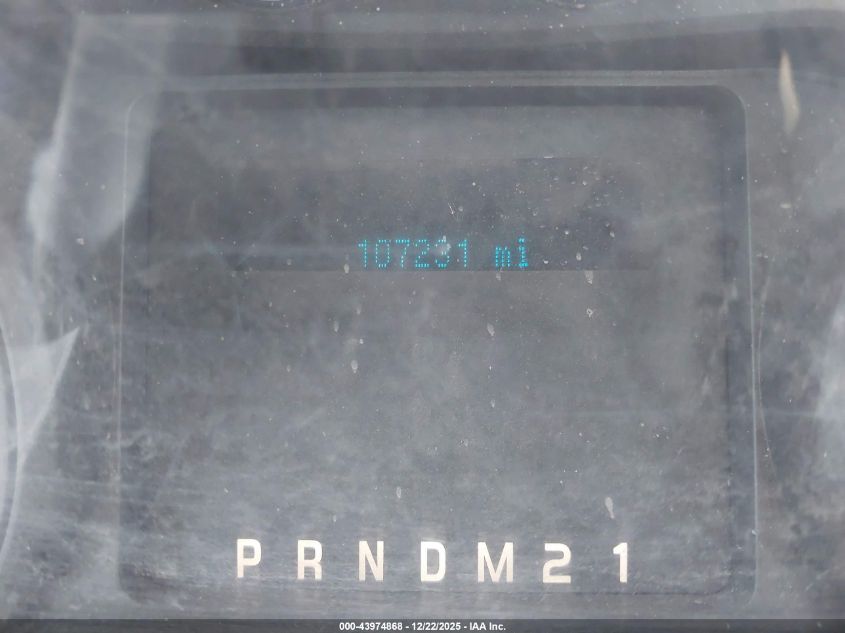 107231 mi
P R N D M 2 1
000-43974868 - 12/22/2025 - IAA Inc.